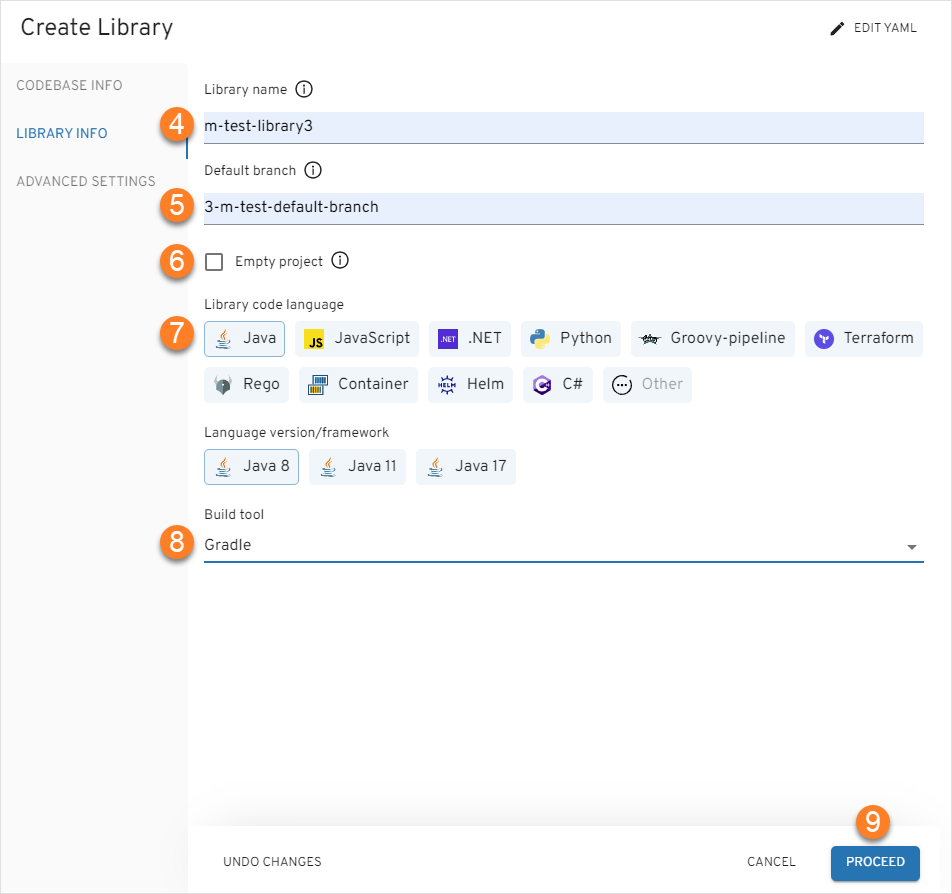 Create Library
EDIT YAML
CODEBASE INFO
LIBRARY INFO
ADVANCED SETTINGS
Library name
4 m-test-library3
Default branch
5 3-m-test-default-branch
6 Empty project
Library code language
7 Java JS JavaScript .NET .NET Python Groovy-pipeline Terraform
Rego Container HELM Helm C# Other
Language version/framework
Java 8 Java 11 Java 17
Build tool
8 Gradle
9
UNDO CHANGES CANCEL PROCEED